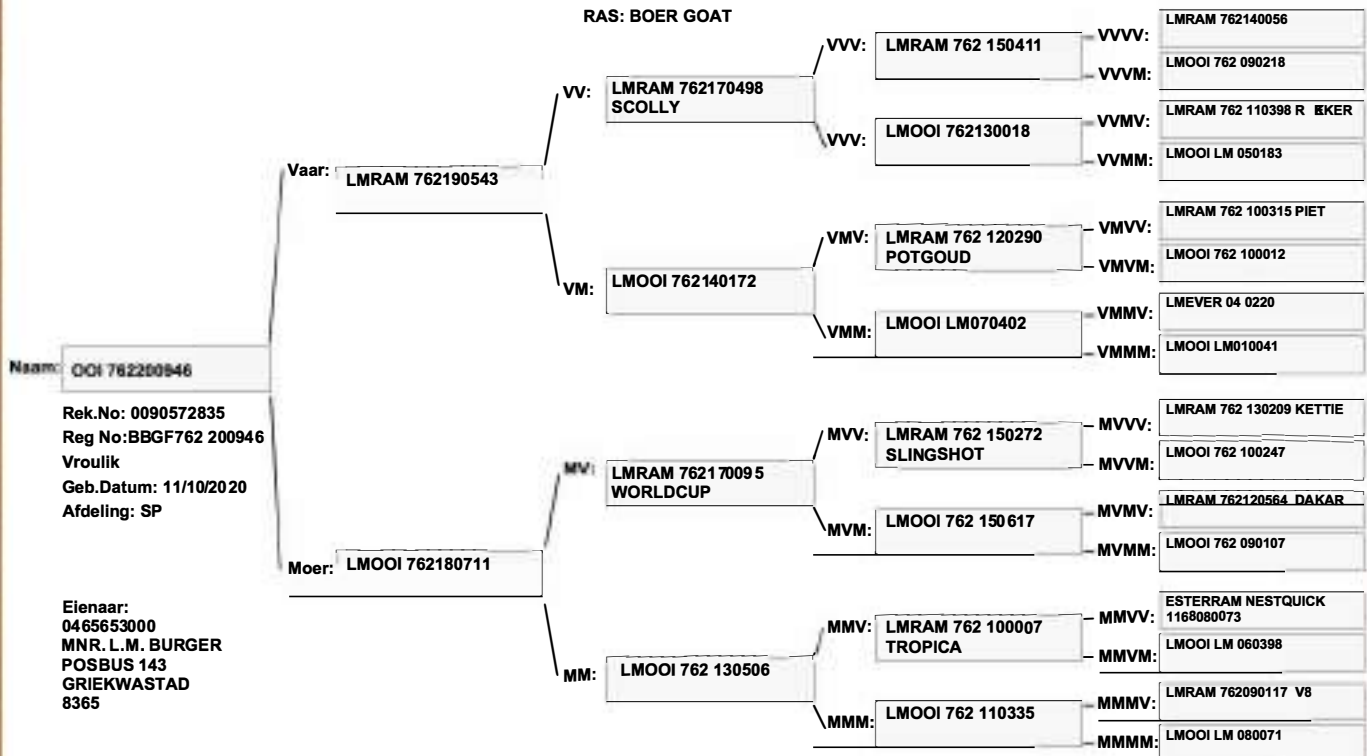 RAS: BOER GOAT
Naam: OOI 762200946
Rek.No: 0090572835
Reg No:BBGF762 200946
Vroulik
Geb.Datum: 11/10/2020
Afdeling: SP
Eienaar:
0465653000
MNR. L.M. BURGER
POSBUS 143
GRIEKWASTAD
8365
Vaar: LMRAM 762190543
Moer: LMOOI 762180711
VV: LMRAM 762170498
SCOLLY
VM: LMOOI 762140172
MV: LMRAM 762170095
WORLDCUP
MM: LMOOI 762 130506
VVV: LMRAM 762 150411
VVV: LMOOI 762130018
VMV: LMRAM 762 120290
POTGOUD
VMM: LMOOI LM070402
MVV: LMRAM 762 150272
SLINGSHOT
MVM: LMOOI 762 150617
MMV: LMRAM 762 100007
TROPICA
MMM: LMOOI 762 110335
VVVV: LMRAM 762140056
VVVM: LMOOI 762 090218
VVMV: LMRAM 762 110398
VVMM: LMOOI LM 050183
VMVV: LMRAM 762 100315 PIET
VMVM: LMOOI 762 100012
VMMV: LMEVER 04 0220
VMMM: LMOOI LM010041
MVVV: LMRAM 762 130209 KETTIE
MVVM: LMOOI 762 100247
MVMV: LMRAM 762120564 DAKAR
MVMM: LMOOI 762 090107
MMVV: ESTERRAM NESTQUICK
1168080073
MMVM: LMOOI LM 060398
MMMV: LMRAM 762090117 V8
MMMM: LMOOI LM 080071